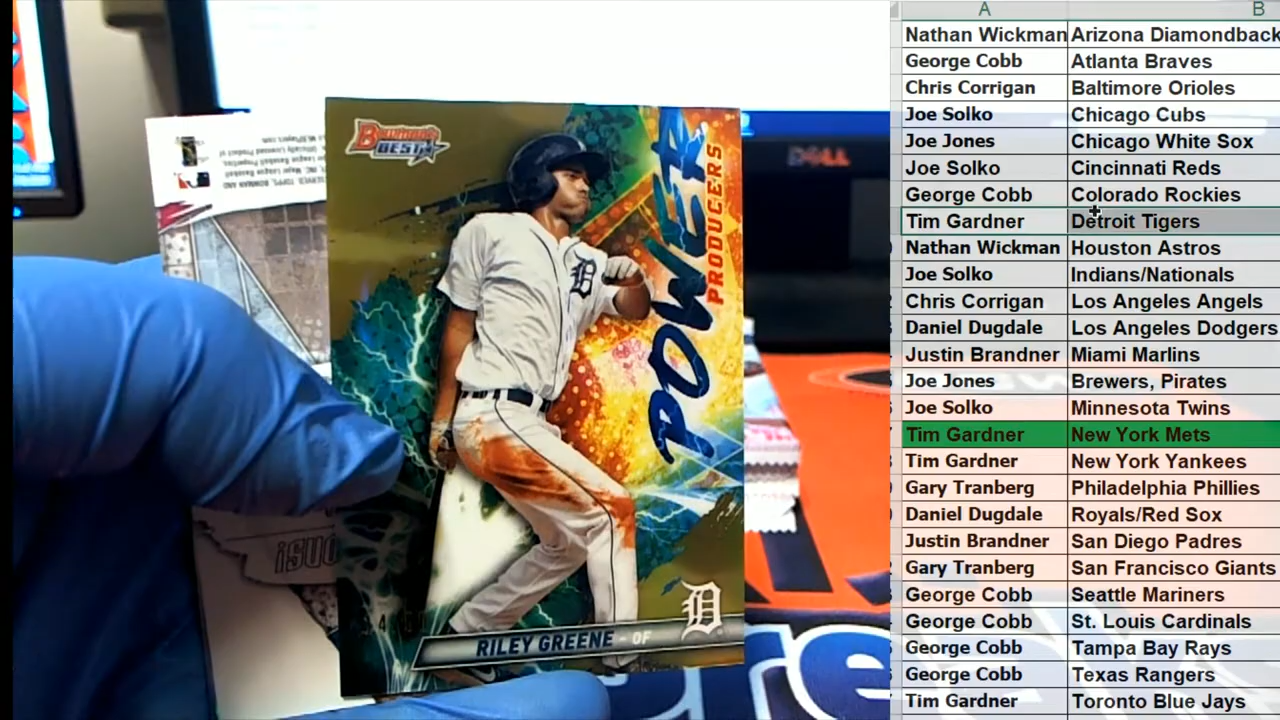 Bowman's
BEST
POWER
PRODUCERS
RILEY GREENE - OF
D
D
DELL
A B
Nathan Wickman Arizona Diamondback
George Cobb Atlanta Braves
Chris Corrigan Baltimore Orioles
Joe Solko Chicago Cubs
Joe Jones Chicago White Sox
Joe Solko Cincinnati Reds
George Cobb Colorado Rockies
Tim Gardner Detroit Tigers
Nathan Wickman Houston Astros
Joe Solko Indians/Nationals
Chris Corrigan Los Angeles Angels
Daniel Dugdale Los Angeles Dodgers
Justin Brandner Miami Marlins
Joe Jones Brewers, Pirates
Joe Solko Minnesota Twins
Tim Gardner New York Mets
Tim Gardner New York Yankees
Gary Tranberg Philadelphia Phillies
Daniel Dugdale Royals/Red Sox
Justin Brandner San Diego Padres
Gary Tranberg San Francisco Giants
George Cobb Seattle Mariners
George Cobb St. Louis Cardinals
George Cobb Tampa Bay Rays
George Cobb Texas Rangers
Tim Gardner Toronto Blue Jays